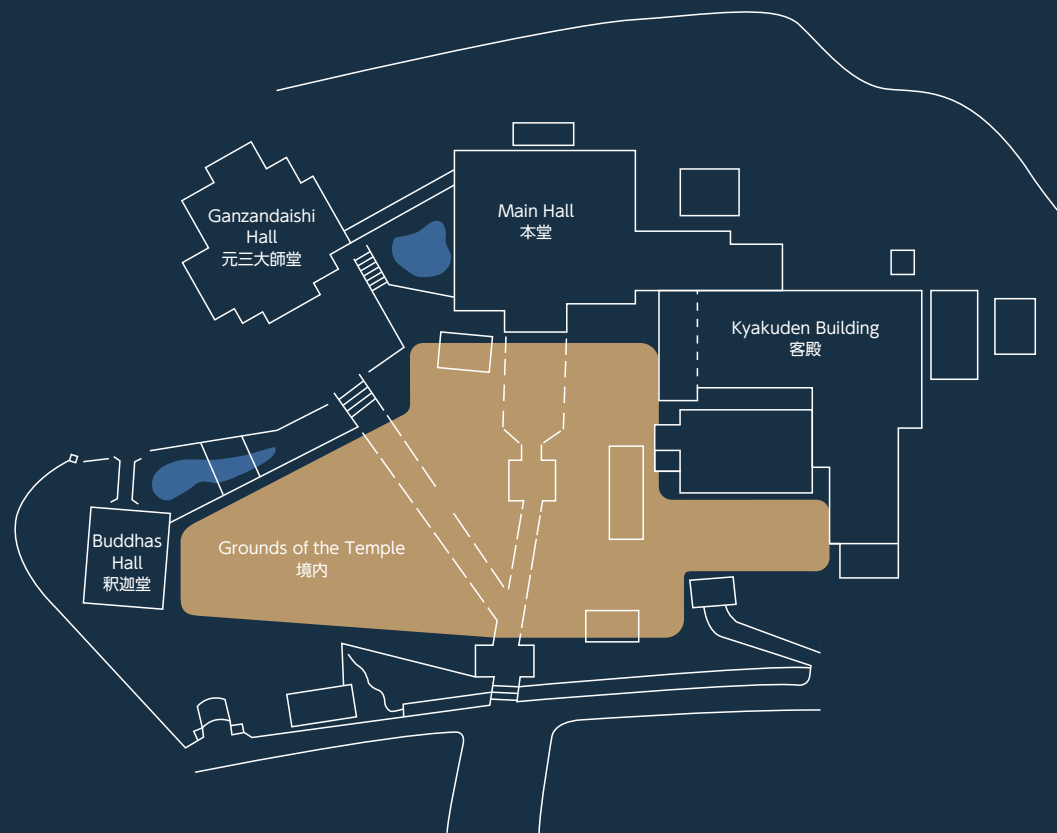 Ganzandaishi
Hall
元三大師堂
Main Hall
本堂
Kyakuden Building
客殿
Buddhas
Hall
釈迦堂
Grounds of the Temple
境内